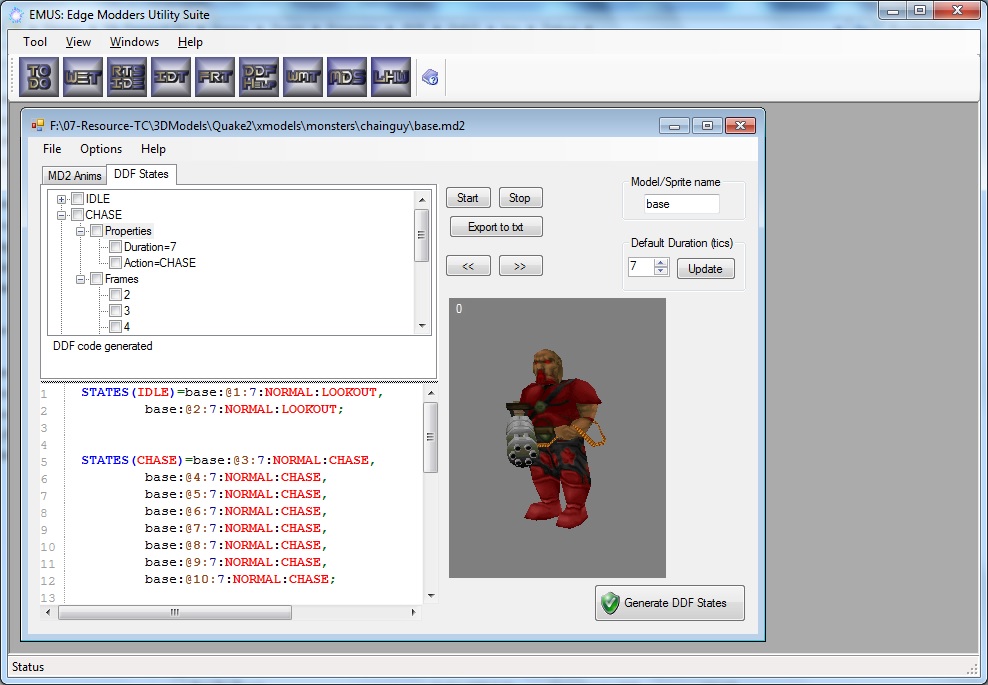 EMUS: Edge Modders Utility Suite
Tool View Windows Help
TC DC WET RTS IDE IDT FRT DDF HELP WMT MDS LHU
F:\07-Resource-TC\3DModels\Quake2\xmodels\monsters\chainguy\base.md2
File Options Help
MD2 Anims DDF States
IDLE
CHASE
Properties
Duration=7
Action=CHASE
Frames
2
3
4
DDF code generated
Start Stop
Export to txt
<< >>
Model/Sprite name
base
Default Duration (tics)
7 Update
0
1 STATES(IDLE)=base:@1:7:NORMAL:LOOKOUT,
2 base:@2:7:NORMAL:LOOKOUT;
3
4
5 STATES(CHASE)=base:@3:7:NORMAL:CHASE,
6 base:@4:7:NORMAL:CHASE,
7 base:@5:7:NORMAL:CHASE,
8 base:@6:7:NORMAL:CHASE,
9 base:@7:7:NORMAL:CHASE,
10 base:@8:7:NORMAL:CHASE,
11 base:@9:7:NORMAL:CHASE,
12 base:@10:7:NORMAL:CHASE;
13
Generate DDF States
Status